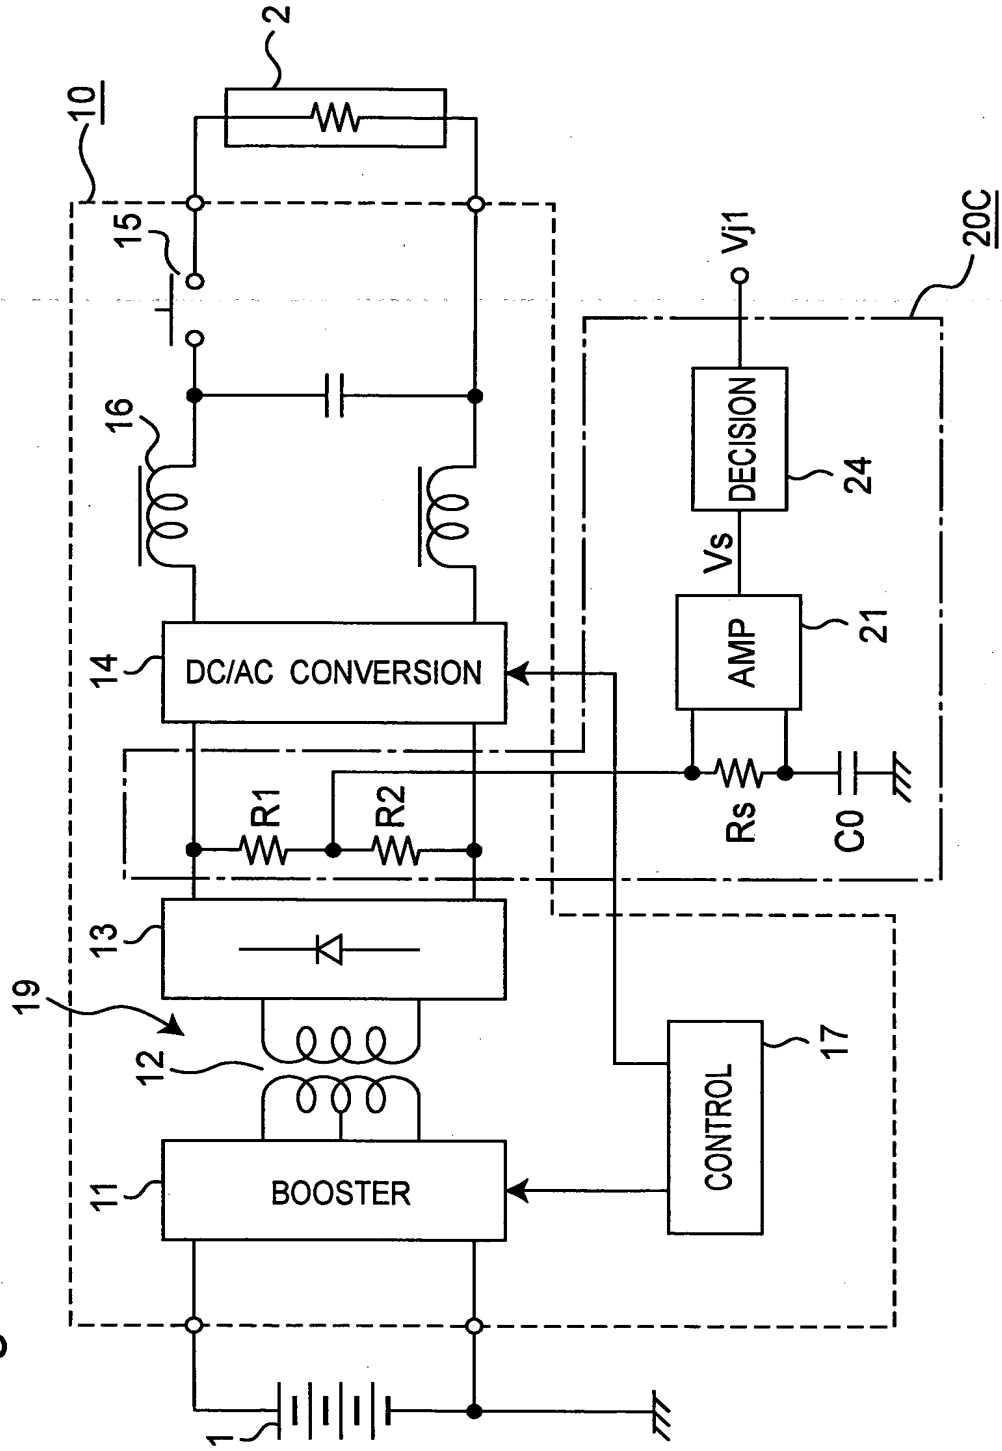 10
2
15
16
14
DC/AC CONVERSION
R1
R2
13
19
12
11
BOOSTER
1
Vj1
20C
DECISION
24
Vs
AMP
21
Rs
C0
CONTROL
17